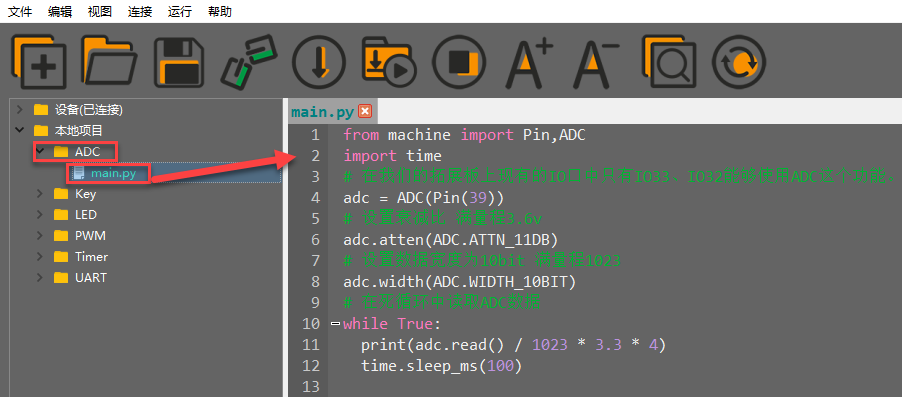 文件 编辑 视图 连接 运行 帮助
设备(已连接)
本地项目
ADC
main.py
Key
LED
PWM
Timer
UART
main.py
1 from machine import Pin,ADC
2 import time
3 # 在我们的拓展板上现有的IO口中只有IO33、IO32能够使用ADC这个功能。
4 adc = ADC(Pin(39))
5 # 设置衰减比 满量程3.6v
6 adc.atten(ADC.ATTN_11DB)
7 # 设置数据宽度为10bit 满量程1023
8 adc.width(ADC.WIDTH_10BIT)
9 # 在死循环中读取ADC数据
10 while True:
11 print(adc.read() / 1023 * 3.3 * 4)
12 time.sleep_ms(100)
13